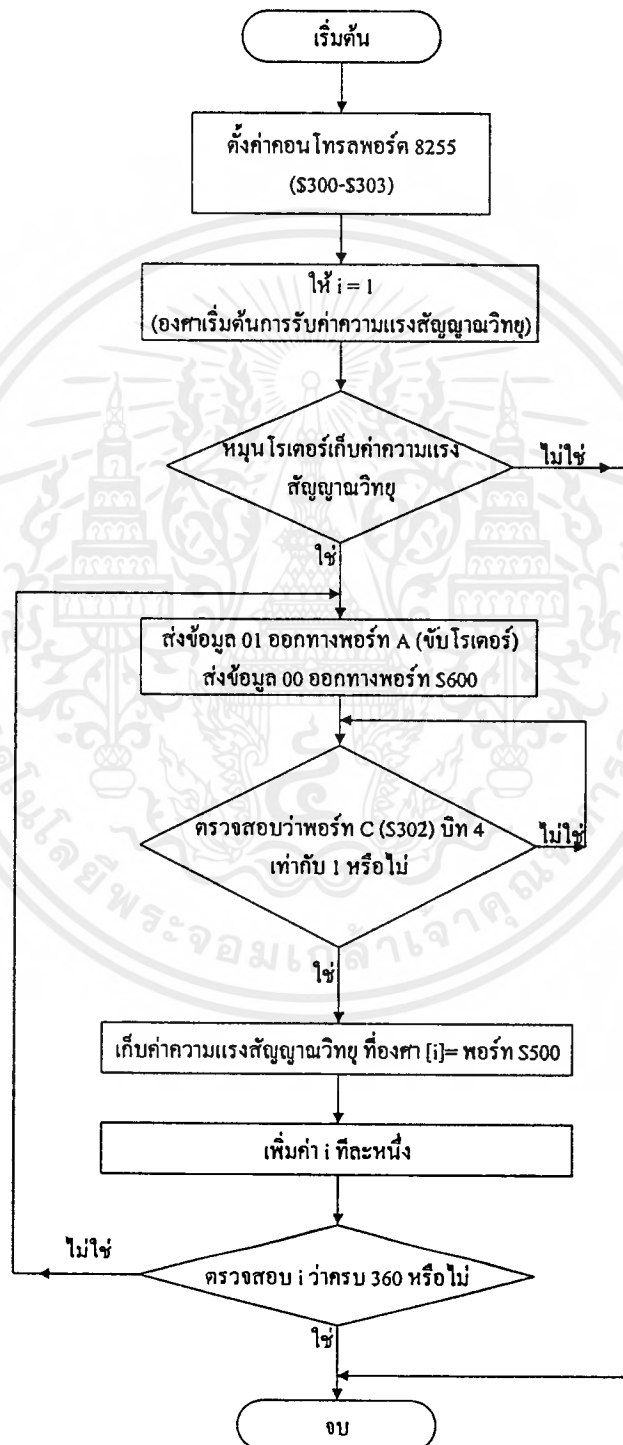 เริ่มต้น
ตั้งค่าคอนโทรลพอร์ต 8255
(S300-S303)
ให้ i = 1
(องศาเริ่มต้นการรับค่าความแรงสัญญาณวิทยุ)
หมุนโรเตอร์เก็บค่าความแรง
สัญญาณวิทยุ
ไม่ใช่
ใช่
ส่งข้อมูล 01 ออกทางพอร์ท A (ขับโรเตอร์)
ส่งข้อมูล 00 ออกทางพอร์ท S600
ตรวจสอบว่าพอร์ท C (S302) บิท 4
เท่ากับ 1 หรือไม่
ไม่ใช่
ใช่
เก็บค่าความแรงสัญญาณวิทยุ ที่องศา [i]= พอร์ท S500
เพิ่มค่า i ทีละหนึ่ง
ไม่ใช่
ตรวจสอบ i ว่าครบ 360 หรือไม่
ใช่
จบ